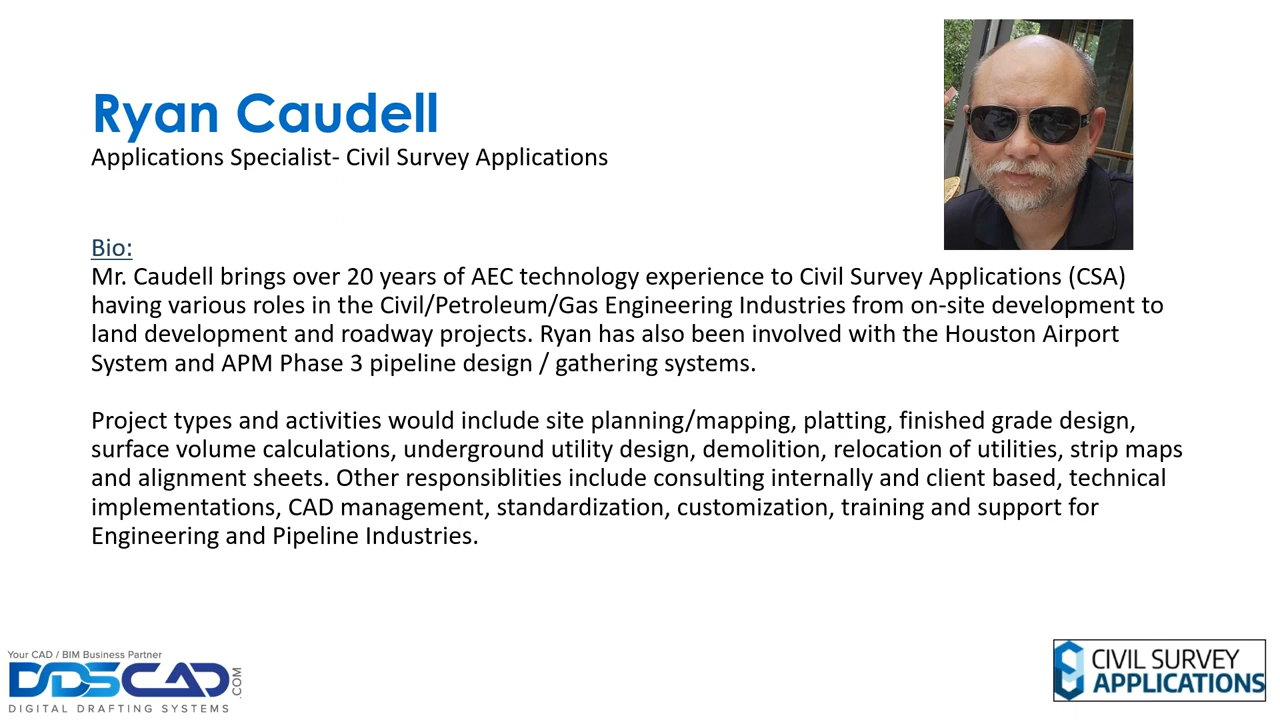 Ryan Caudell
Applications Specialist- Civil Survey Applications
Bio:
Mr. Caudell brings over 20 years of AEC technology experience to Civil Survey Applications (CSA)
having various roles in the Civil/Petroleum/Gas Engineering Industries from on-site development to
land development and roadway projects. Ryan has also been involved with the Houston Airport
System and APM Phase 3 pipeline design / gathering systems.
Project types and activities would include site planning/mapping, platting, finished grade design,
surface volume calculations, underground utility design, demolition, relocation of utilities, strip maps
and alignment sheets. Other responsiblities include consulting internally and client based, technical
implementations, CAD management, standardization, customization, training and support for
Engineering and Pipeline Industries.
Your CAD / BIM Business Partner
DDSCAD.COM
DIGITAL DRAFTING SYSTEMS
CIVIL SURVEY
APPLICATIONS